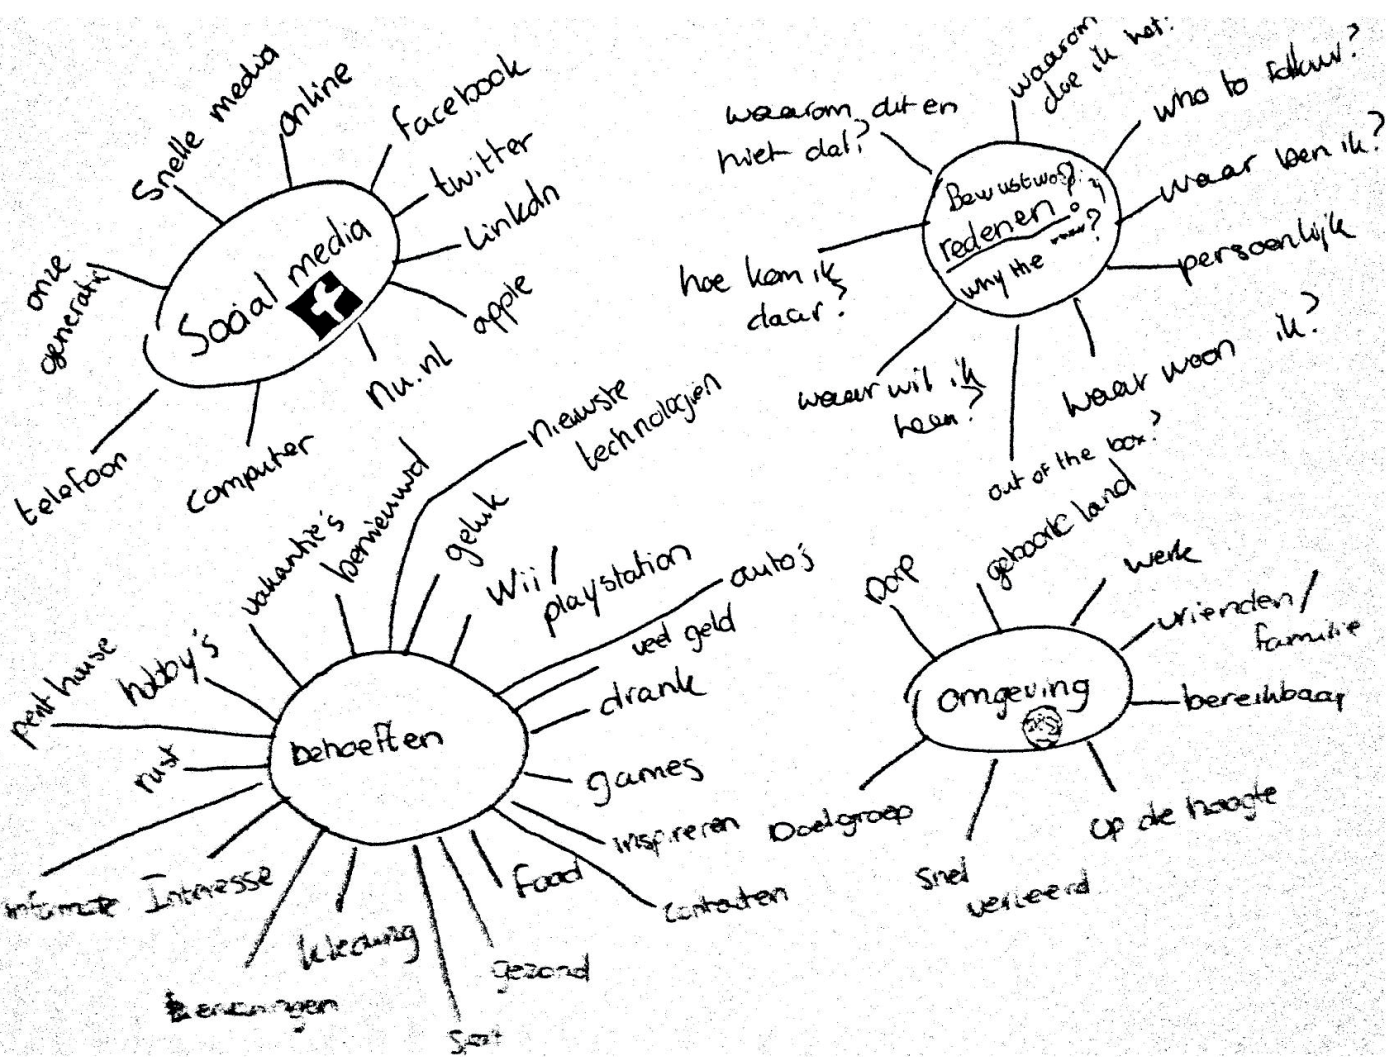 Snelle media
online
facebook
twitter
linkdn
apple
nu.nl
computer
telefoon
onze
generatie
Social media
f
waarom
doe ik het?
who to follow?
waar ben ik?
persoonlijk
waar woon ik?
out of the box?
waar wil ik
heen?
hoe kom ik
daar?
waarom dit en
niet dat?
redenen
why the
nieuwste
technologien
geluk
Wii /
playstation
auto's
veel geld
drank
games
inspireren
contacten
food
gezond
kleding
Interesse
informatie
rust
penthouse
hobby's
vakantie's
benieuwd
behoeften
Dorp
geboorte land
werk
vrienden /
familie
bereikbaar
op de hoogte
snel
verveerd
Doelgroep
omgeving